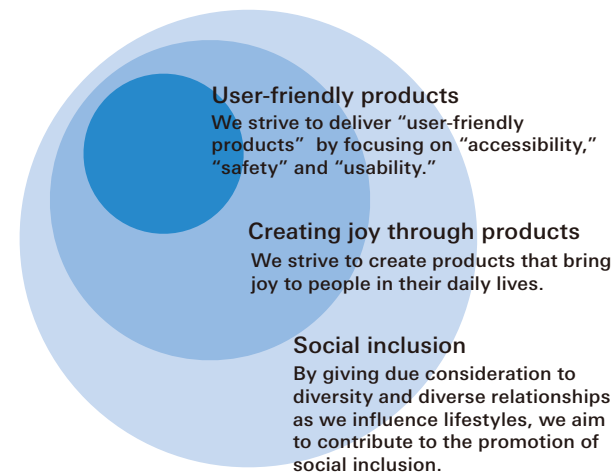 User-friendly products
We strive to deliver “user-friendly
products”  by focusing on “accessibility,”
“safety” and “usability.”
Creating joy through products
We strive to create products that bring
joy to people in their daily lives.
Social inclusion
By giving due consideration to
diversity and diverse relationships
as we influence lifestyles, we aim
to contribute to the promotion of
social inclusion.